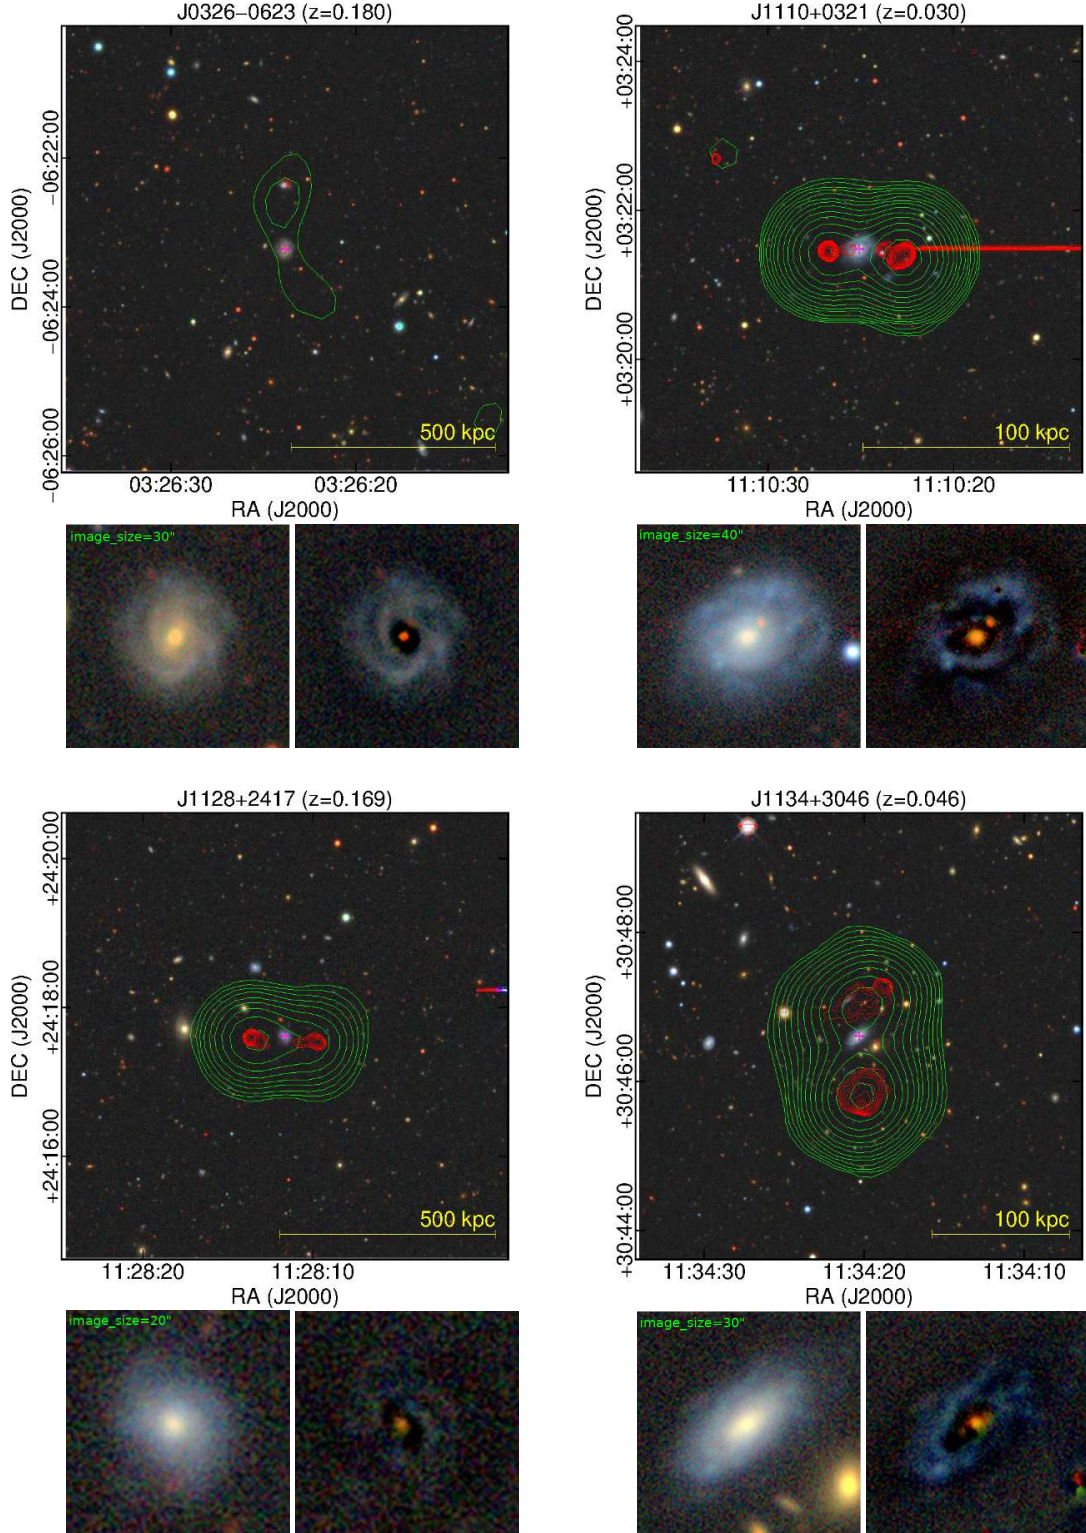 J0326−0623 (z=0.180)
DEC (J2000)
−06:22:00
−06:24:00
−06:26:00
500 kpc
03:26:30 03:26:20
RA (J2000)
image_size=30"
J1110+0321 (z=0.030)
DEC (J2000)
+03:24:00
+03:22:00
+03:20:00
100 kpc
11:10:30 11:10:20
RA (J2000)
image_size=40"
J1128+2417 (z=0.169)
DEC (J2000)
+24:20:00
+24:18:00
+24:16:00
500 kpc
11:28:20 11:28:10
RA (J2000)
image_size=20"
J1134+3046 (z=0.046)
DEC (J2000)
+30:48:00
+30:46:00
+30:44:00
100 kpc
11:34:30 11:34:20 11:34:10
RA (J2000)
image_size=30"